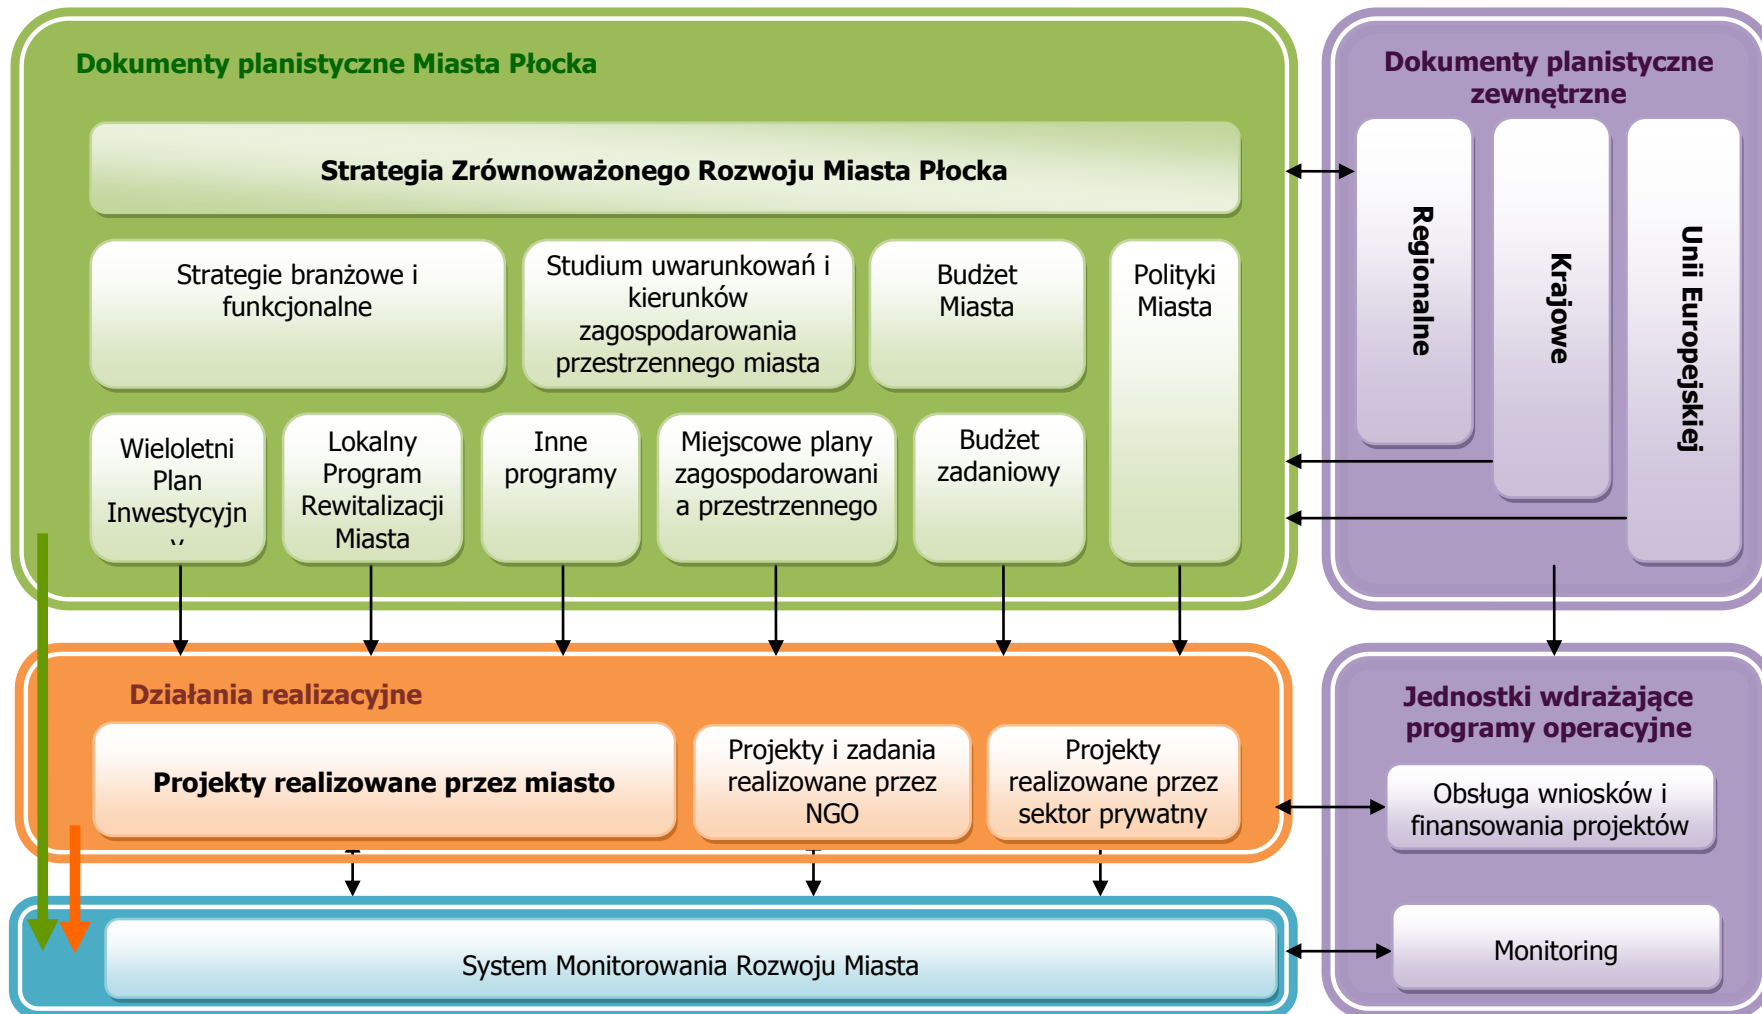 Dokumenty planistyczne Miasta Płocka
Strategia Zrównoważonego Rozwoju Miasta Płocka
Strategie branżowe i
funkcjonalne
Studium uwarunkowań i
kierunków
zagospodarowania
przestrzennego miasta
Budżet
Miasta
Polityki
Miasta
Wieloletni
Plan
Inwestycyjn
y
Lokalny
Program
Rewitalizacji
Miasta
Inne
programy
Miejscowe plany
zagospodarowani
a przestrzennego
Budżet
zadaniowy
Dokumenty planistyczne
zewnętrzne
Regionalne
Krajowe
Unii Europejskiej
Działania realizacyjne
Projekty realizowane przez miasto
Projekty i zadania
realizowane przez
NGO
Projekty
realizowane przez
sektor prywatny
Jednostki wdrażające
programy operacyjne
Obsługa wniosków i
finansowania projektów
Monitoring
System Monitorowania Rozwoju Miasta